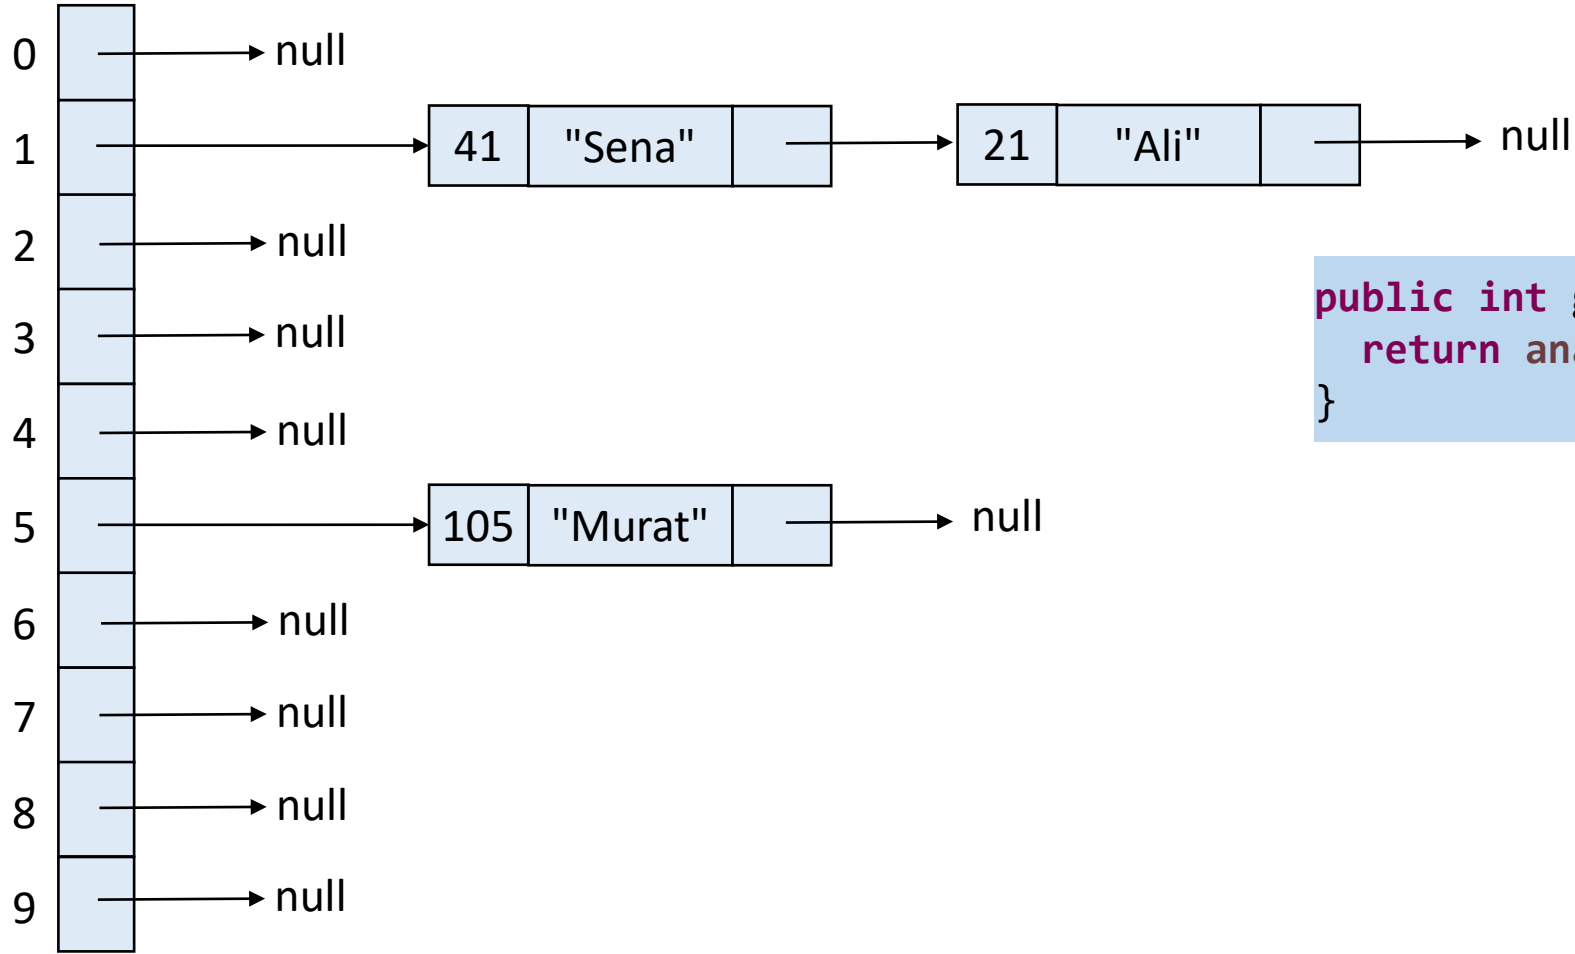 0 null
1 41 "Sena" 21 "Ali" null
2 null
3 null
public int
return
4 null
}
5 105 "Murat" null
6 null
7 null
8 null
9 null